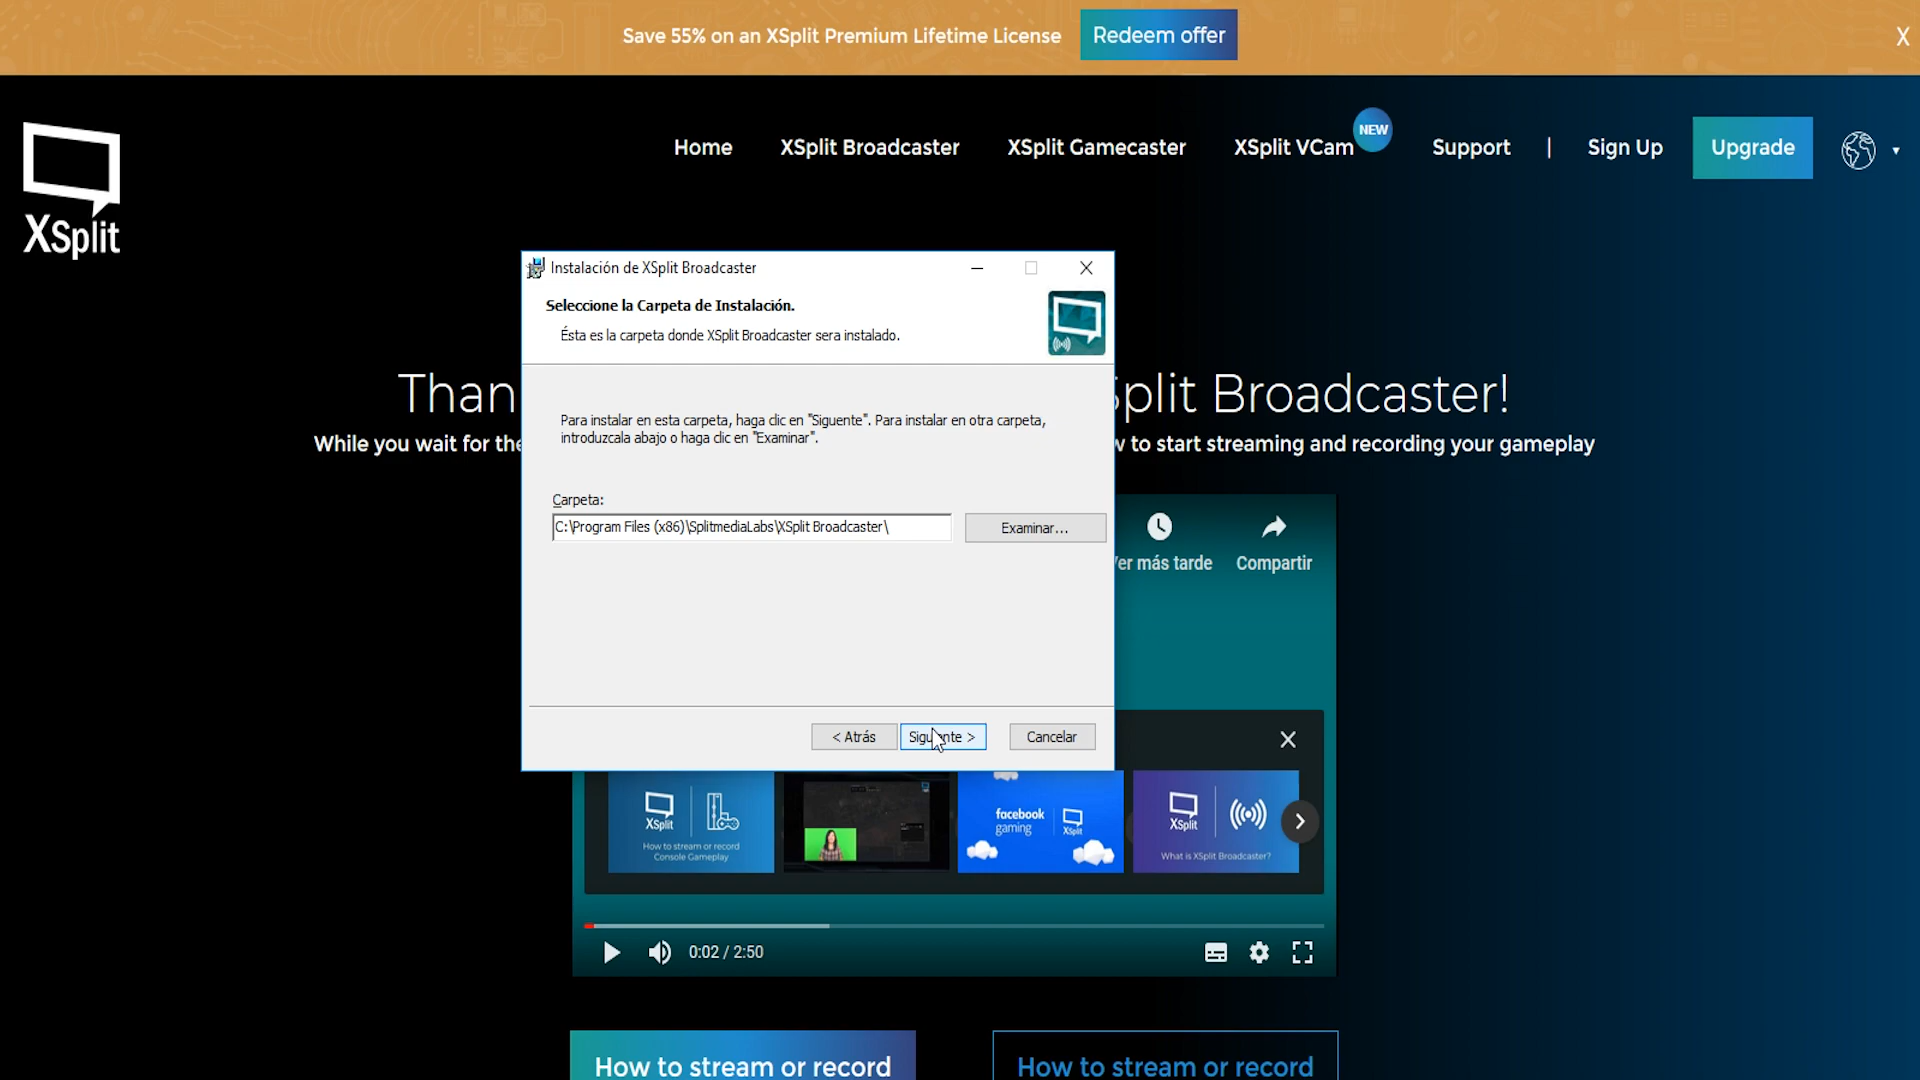 Save 55% on an XSplit Premium Lifetime License
Redeem offer
X
XSplit
Home
XSplit Broadcaster
XSplit Gamecaster
XSplit VCam
NEW
Support
|
Sign Up
Upgrade
Instalación de XSplit Broadcaster
Seleccione la Carpeta de Instalación.
Ésta es la carpeta donde XSplit Broadcaster sera instalado.
Than
Split Broadcaster!
While you wait for the
to start streaming and recording your gameplay
Para instalar en esta carpeta, haga clic en "Siguente". Para instalar en otra carpeta,
introduzcala abajo o haga clic en "Examinar".
Carpeta:
C:\Program Files (x86)\SplitmediaLabs\XSplit Broadcaster\
Examinar...
Ver más tarde
Compartir
< Atrás
Siguente >
Cancelar
XSplit
How to stream or record
Console Gameplay
facebook
gaming
XSplit
XSplit
What is XSplit Broadcaster?
0:02 / 2:50
How to stream or record
How to stream or record